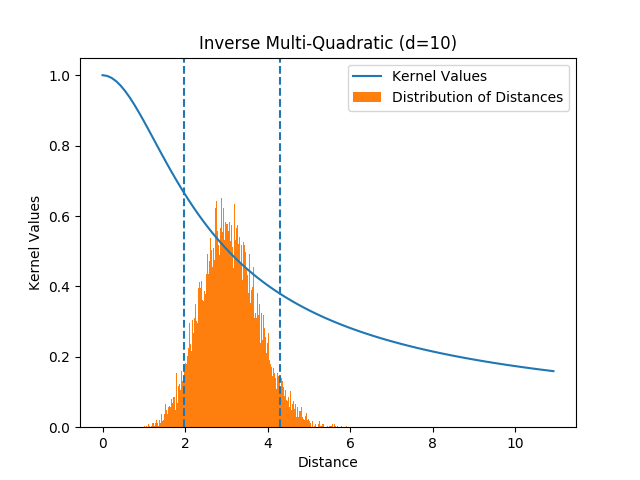 Inverse Multi-Quadratic (d=10)
Kernel Values
Distribution of Distances
1.0
0.8
0.6
0.4
0.2
0.0
Kernel Values
0
2
4
6
8
10
Distance